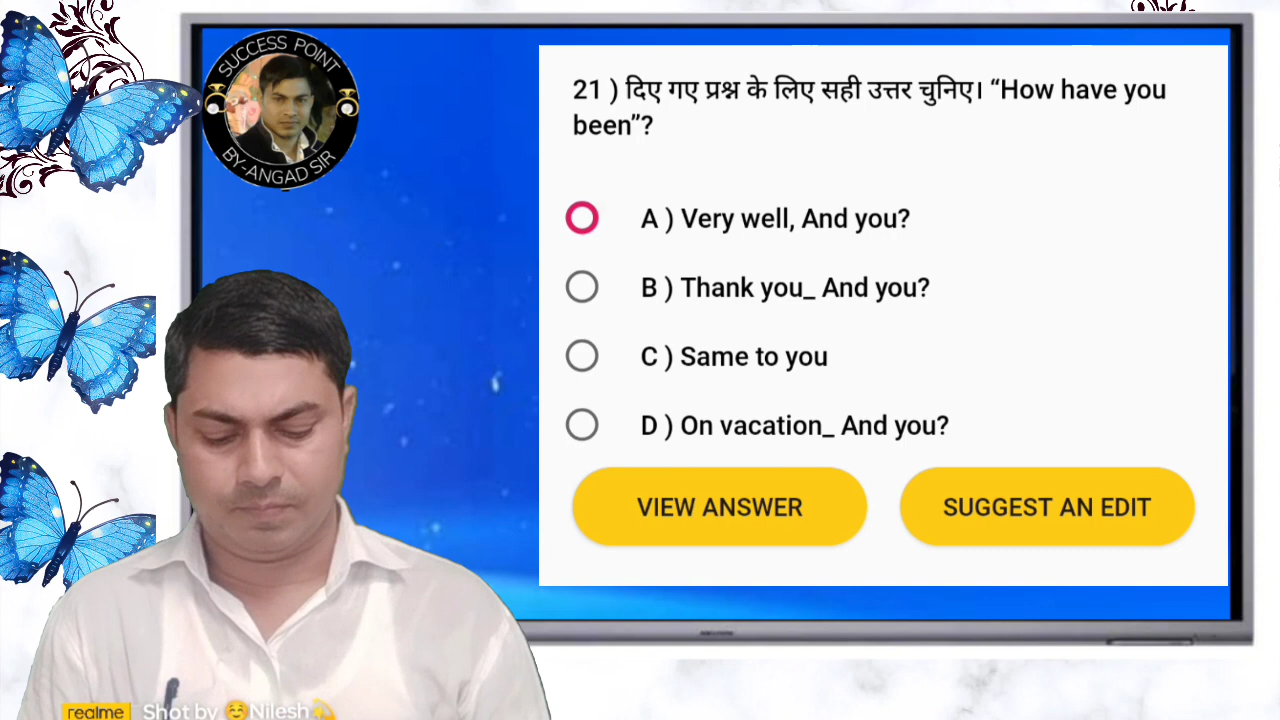 SUCCESS POINT
BY-ANGAD SIR
21 ) दिए गए प्रश्न के लिए सही उत्तर चुनिए। “How have you
been”?
A ) Very well, And you?
B ) Thank you_ And you?
C ) Same to you
D ) On vacation_ And you?
VIEW ANSWER
SUGGEST AN EDIT
realme
Shot by ☺️Nilesh💫